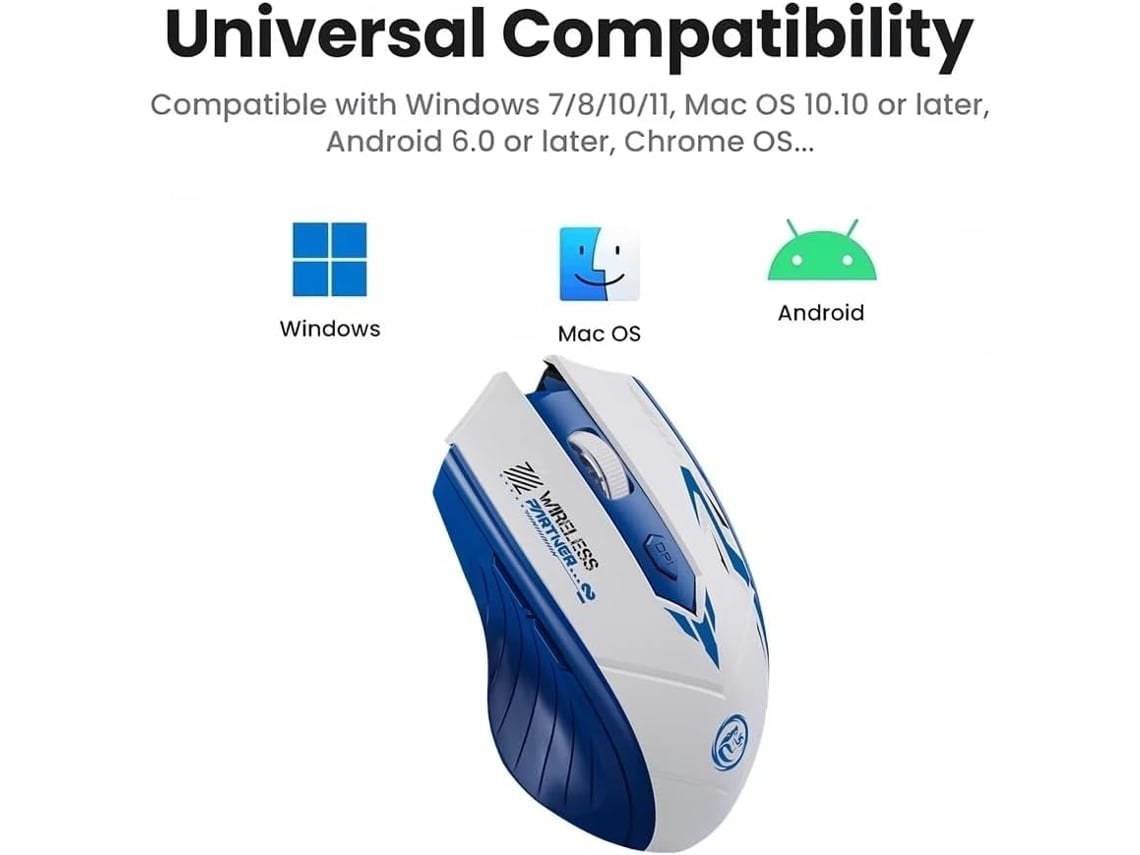 Universal Compatibility
Compatible with Windows 7/8/10/11, Mac OS 10.10 or later,
Android 6.0 or later, Chrome OS...
Windows
Mac OS
Android
WIRELESS
PARTNER...2
DPI